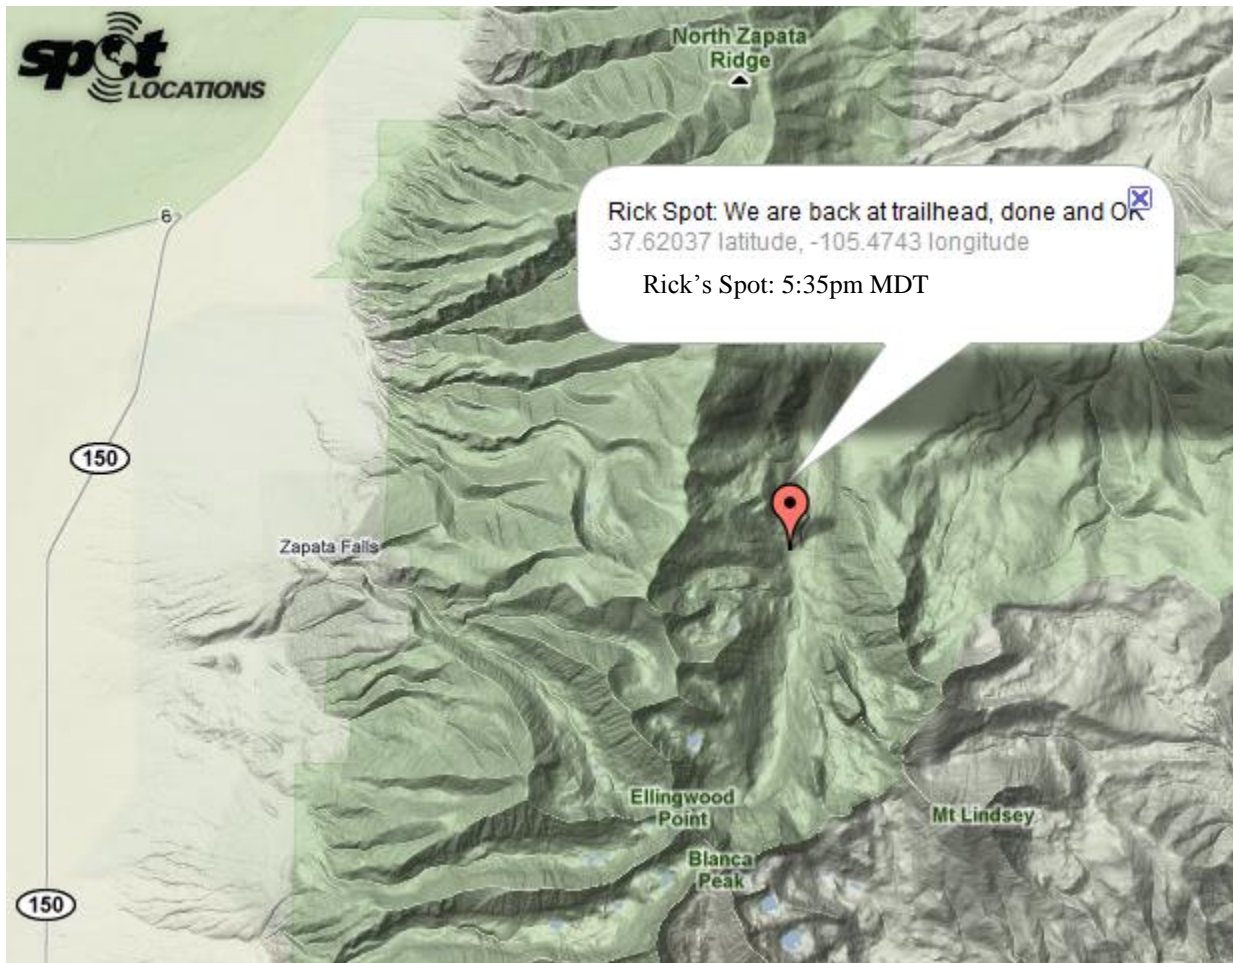 spot
LOCATIONS
North Zapata
Ridge
Rick Spot: We are back at trailhead, done and OK
37.62037 latitude, -105.4743 longitude
Rick’s Spot: 5:35pm MDT
6
150
Zapata Falls
Ellingwood
Point
Mt Lindsey
Blanca
Peak
150